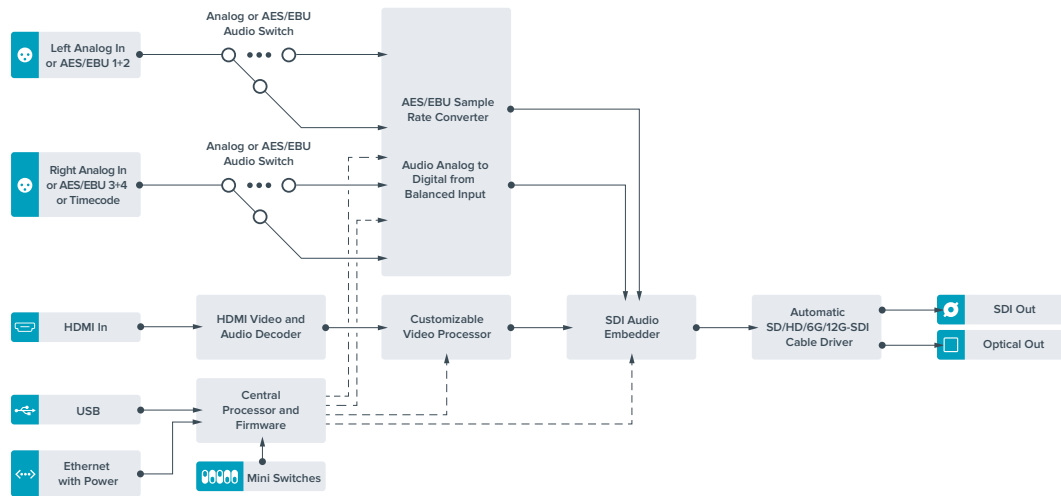 Analog or AES/EBU
Audio Switch
Left Analog In
or AES/EBU 1+2
AES/EBU Sample
Rate Converter
Analog or AES/EBU
Audio Switch
Right Analog In
or AES/EBU 3+4
or Timecode
Audio Analog to
Digital from
Balanced Input
HDMI In
HDMI Video and
Audio Decoder
Customizable
Video Processor
SDI Audio
Embedder
Automatic
SD/HD/6G/12G-SDI
Cable Driver
SDI Out
Optical Out
USB
Central
Processor and
Firmware
Ethernet
with Power
Mini Switches